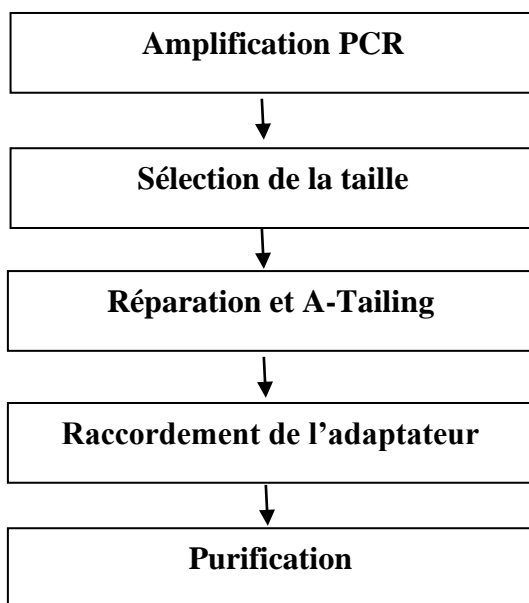 Amplification PCR
Sélection de la taille
Réparation et A-Tailing
Raccordement de l’adaptateur
Purification